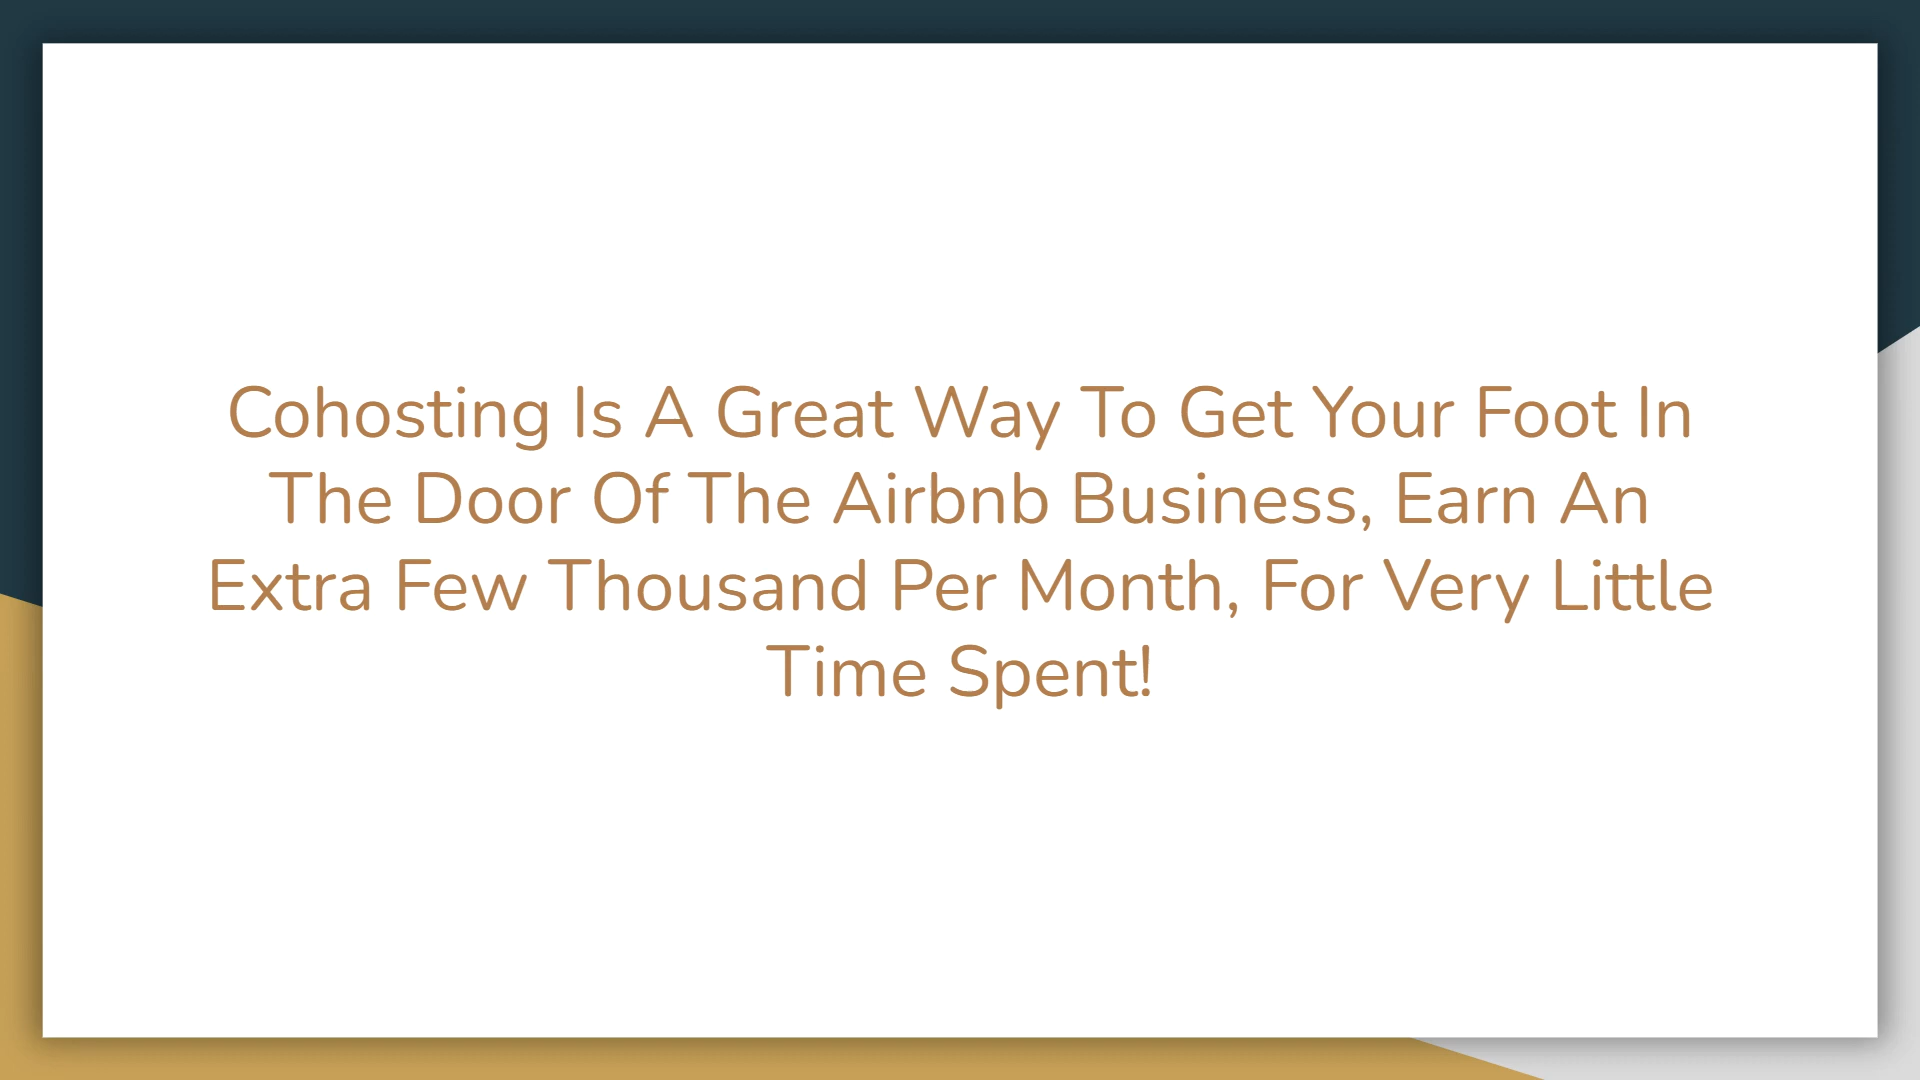 Cohosting Is A Great Way To Get Your Foot In
The Door Of The Airbnb Business, Earn An
Extra Few Thousand Per Month, For Very Little
Time Spent!